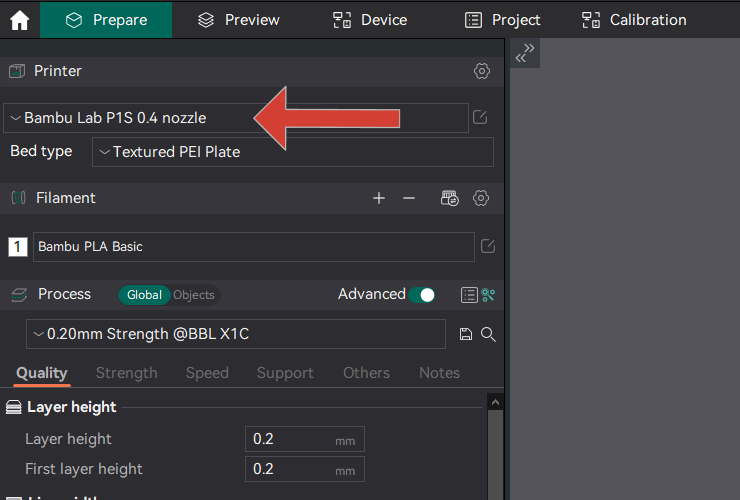 Prepare Preview Device Project Calibration
Printer
Bambu Lab P1S 0.4 nozzle
Bed type Textured PEI Plate
Filament
1 Bambu PLA Basic
Process Global Objects Advanced
0.20mm Strength @BBL X1C
Quality Strength Speed Support Others Notes
Layer height
Layer height 0.2 mm
First layer height 0.2 mm